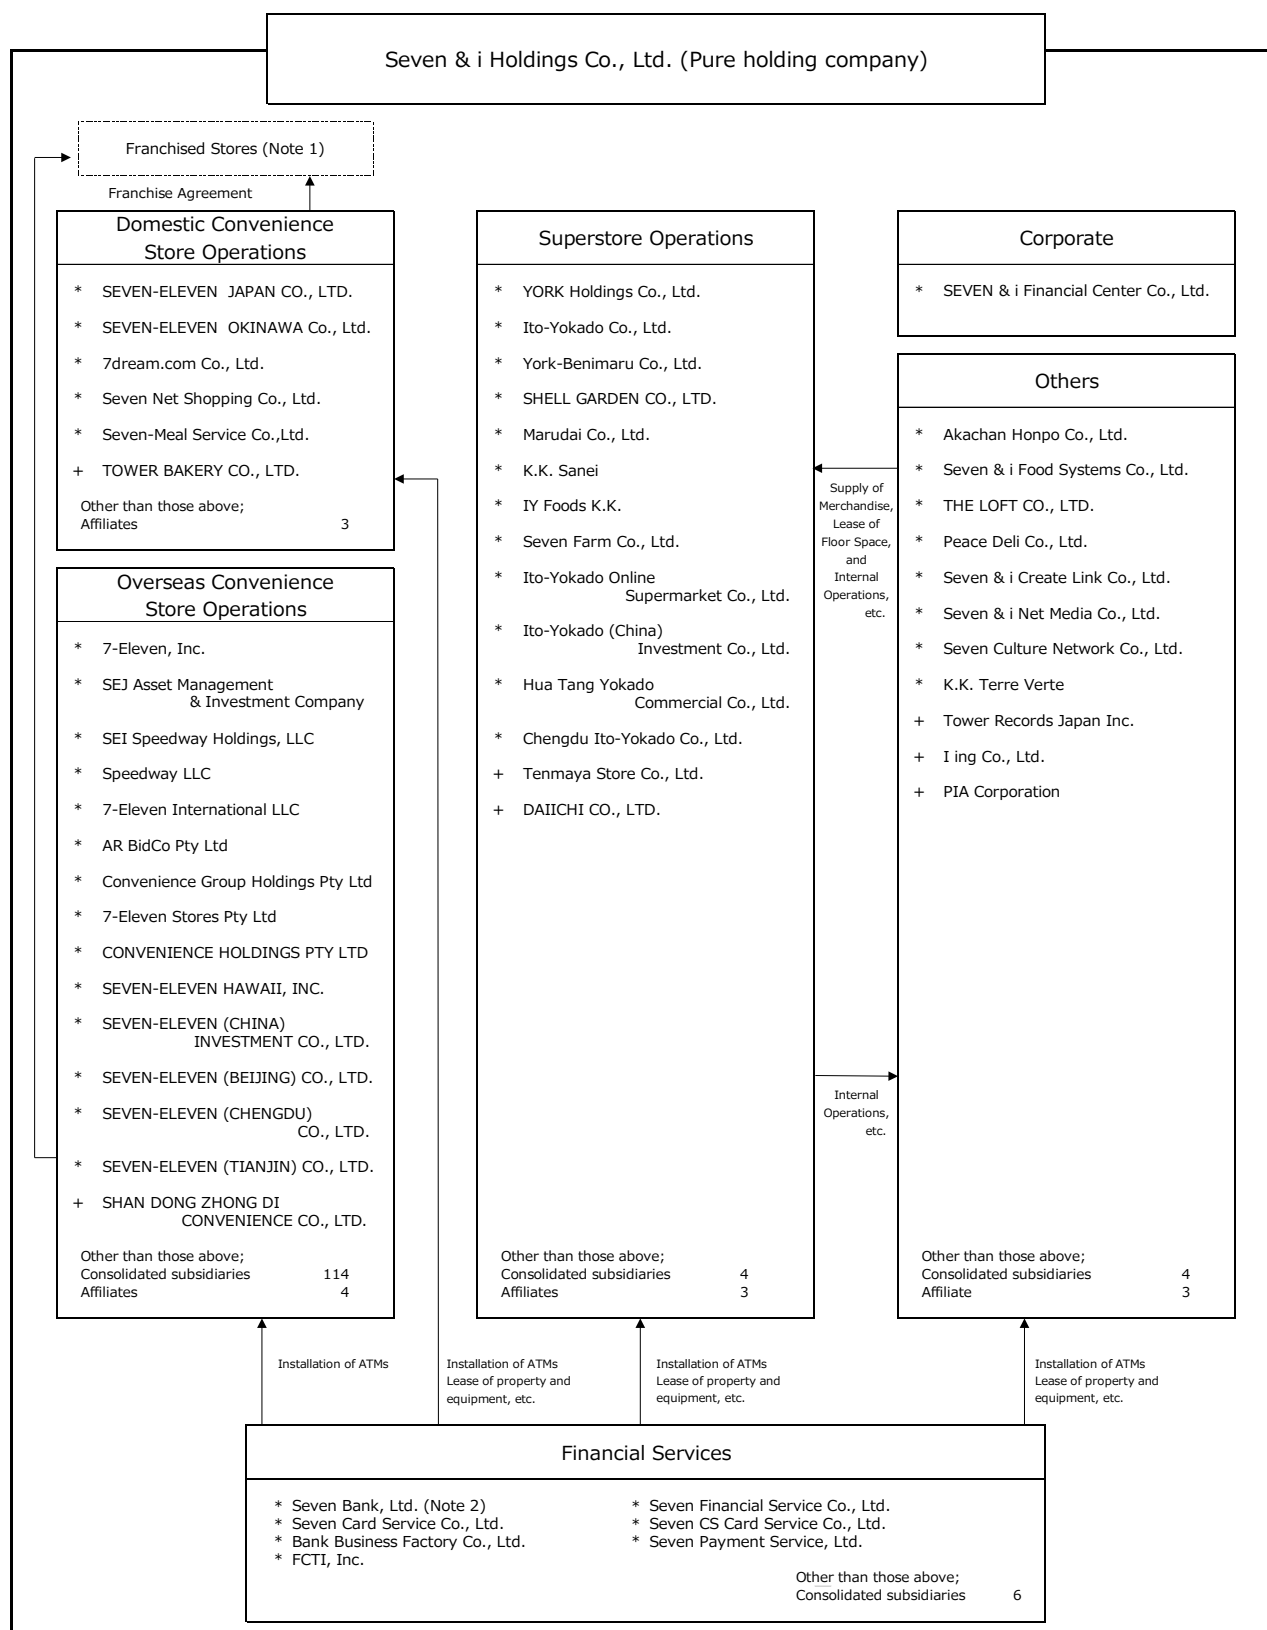 Seven & i Holdings Co., Ltd. (Pure holding company)
Franchised Stores (Note 1)
Franchise Agreement
Domestic Convenience
Store Operations
* SEVEN-ELEVEN JAPAN CO., LTD.
* SEVEN-ELEVEN OKINAWA Co., Ltd.
* 7dream.com Co., Ltd.
* Seven Net Shopping Co., Ltd.
* Seven-Meal Service Co.,Ltd.
+ TOWER BAKERY CO., LTD.
Other than those above;
Affiliates 3
Overseas Convenience
Store Operations
* 7-Eleven, Inc.
* SEJ Asset Management
& Investment Company
* SEI Speedway Holdings, LLC
* Speedway LLC
* 7-Eleven International LLC
* AR BidCo Pty Ltd
* Convenience Group Holdings Pty Ltd
* 7-Eleven Stores Pty Ltd
* CONVENIENCE HOLDINGS PTY LTD
* SEVEN-ELEVEN HAWAII, INC.
* SEVEN-ELEVEN (CHINA)
INVESTMENT CO., LTD.
* SEVEN-ELEVEN (BEIJING) CO., LTD.
* SEVEN-ELEVEN (CHENGDU)
CO., LTD.
* SEVEN-ELEVEN (TIANJIN) CO., LTD.
+ SHAN DONG ZHONG DI
CONVENIENCE CO., LTD.
Other than those above;
Consolidated subsidiaries 114
Affiliates 4
Superstore Operations
* YORK Holdings Co., Ltd.
* Ito-Yokado Co., Ltd.
* York-Benimaru Co., Ltd.
* SHELL GARDEN CO., LTD.
* Marudai Co., Ltd.
* K.K. Sanei
* IY Foods K.K.
* Seven Farm Co., Ltd.
* Ito-Yokado Online
Supermarket Co., Ltd.
* Ito-Yokado (China)
Investment Co., Ltd.
* Hua Tang Yokado
Commercial Co., Ltd.
* Chengdu Ito-Yokado Co., Ltd.
+ Tenmaya Store Co., Ltd.
+ DAIICHI CO., LTD.
Other than those above;
Consolidated subsidiaries 4
Affiliates 3
Supply of
Merchandise,
Lease of
Floor Space,
and
Internal
Operations,
etc.
Internal
Operations,
etc.
Corporate
* SEVEN & i Financial Center Co., Ltd.
Others
* Akachan Honpo Co., Ltd.
* Seven & i Food Systems Co., Ltd.
* THE LOFT CO., LTD.
* Peace Deli Co., Ltd.
* Seven & i Create Link Co., Ltd.
* Seven & i Net Media Co., Ltd.
* Seven Culture Network Co., Ltd.
* K.K. Terre Verte
+ Tower Records Japan Inc.
+ I ing Co., Ltd.
+ PIA Corporation
Other than those above;
Consolidated subsidiaries 4
Affiliate 3
Installation of ATMs
Installation of ATMs
Lease of property and
equipment, etc.
Installation of ATMs
Lease of property and
equipment, etc.
Installation of ATMs
Lease of property and
equipment, etc.
Financial Services
* Seven Bank, Ltd. (Note 2)
* Seven Card Service Co., Ltd.
* Bank Business Factory Co., Ltd.
* FCTI, Inc.
* Seven Financial Service Co., Ltd.
* Seven CS Card Service Co., Ltd.
* Seven Payment Service, Ltd.
Other than those above;
Consolidated subsidiaries 6